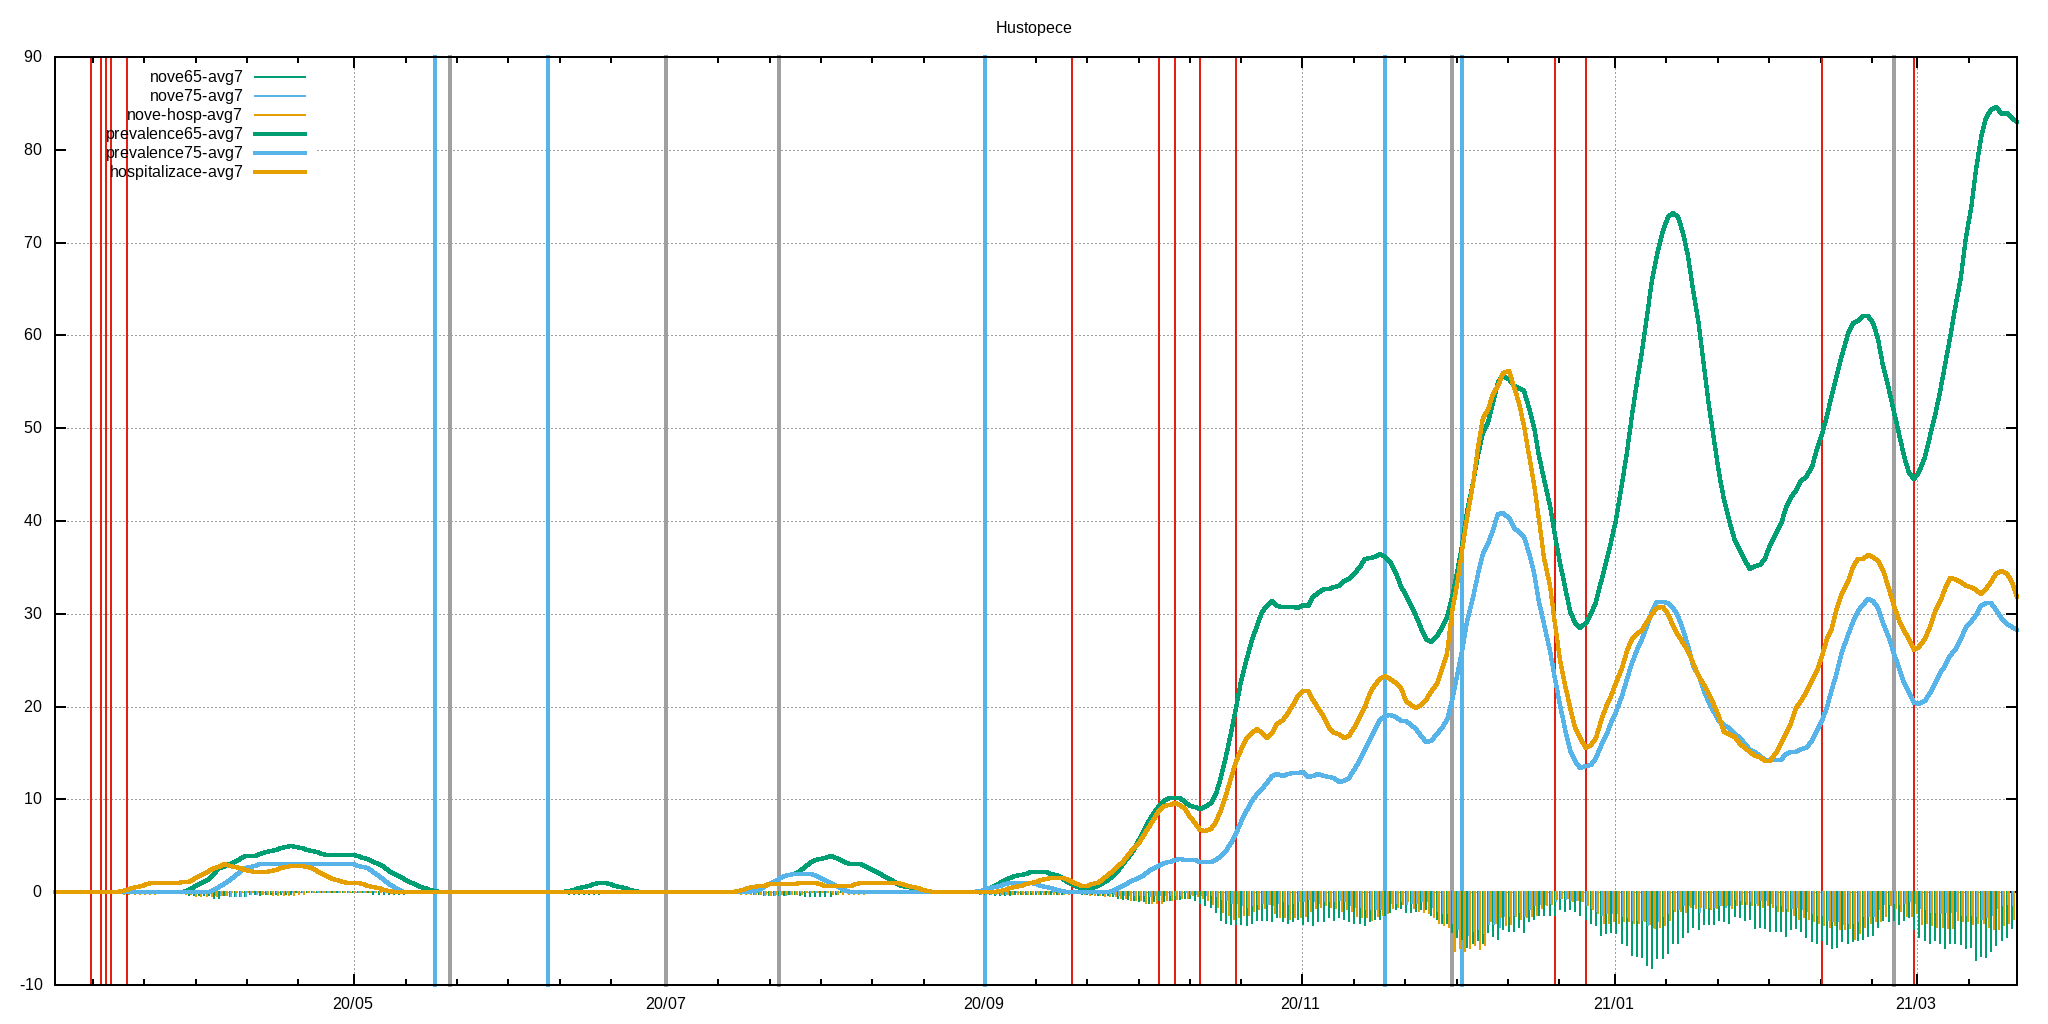 Hustopece
90
80
70
60
50
40
30
20
10
0
-10
nove65-avg7
nove75-avg7
nove-hosp-avg7
prevalence65-avg7
prevalence75-avg7
hospitalizace-avg7
20/05 20/07 20/09 20/11 21/01 21/03